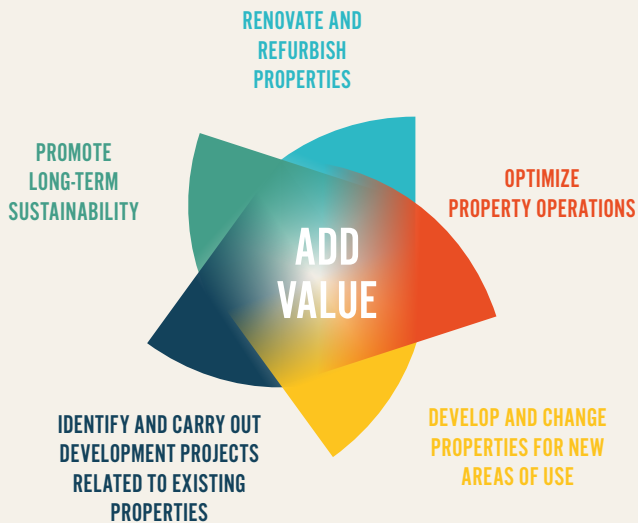 RENOVATE AND
REFURBISH
PROPERTIES
PROMOTE
LONG-TERM
SUSTAINABILITY
OPTIMIZE
PROPERTY OPERATIONS
ADD
VALUE
IDENTIFY AND CARRY OUT
DEVELOPMENT PROJECTS
RELATED TO EXISTING
PROPERTIES
DEVELOP AND CHANGE
PROPERTIES FOR NEW
AREAS OF USE